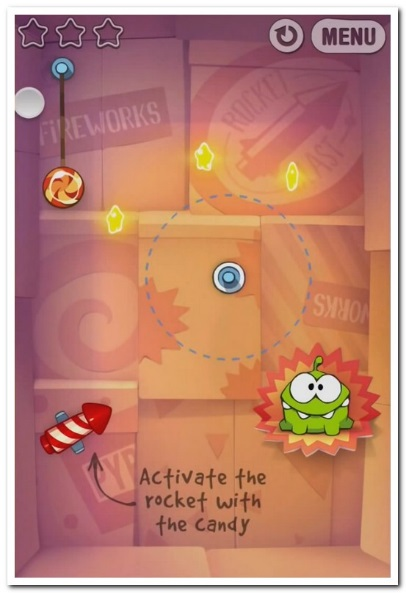 MENU
FIREWORKS
ROCKET
Activate the
rocket with
the candy